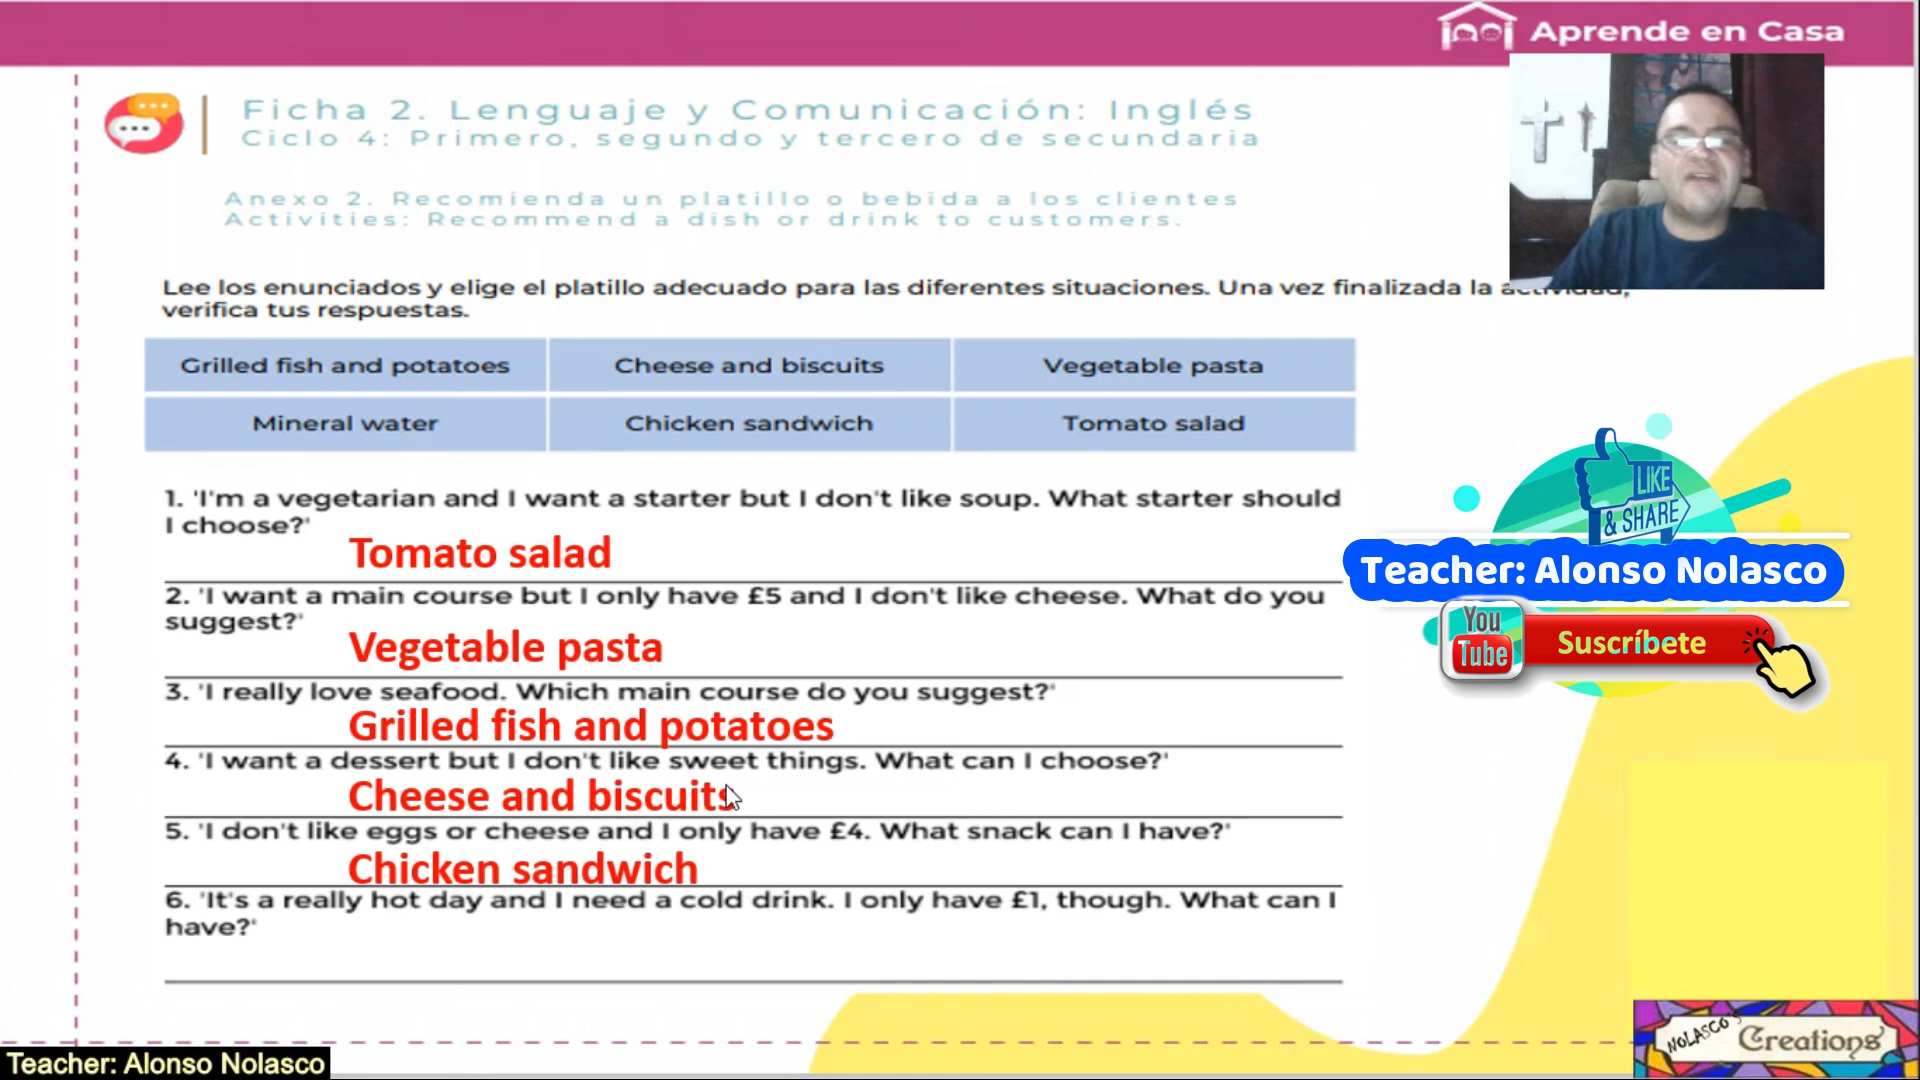 Aprende en Casa
Ficha 2. Lenguaje y Comunicación: Inglés
Ciclo 4: Primero, segundo y tercero de secundaria
Anexo 2. Recomienda un platillo o bebida a los clientes
Activities: Recommend a dish or drink to customers.
Lee los enunciados y elige el platillo adecuado para las diferentes situaciones. Una vez finalizada la actividad,
verifica tus respuestas.
Grilled fish and potatoes
Cheese and biscuits
Vegetable pasta
Mineral water
Chicken sandwich
Tomato salad
1. 'I'm a vegetarian and I want a starter but I don't like soup. What starter should
I choose?'
Tomato salad
2. 'I want a main course but I only have £5 and I don't like cheese. What do you
suggest?'
Vegetable pasta
3. 'I really love seafood. Which main course do you suggest?'
Grilled fish and potatoes
4. 'I want a dessert but I don't like sweet things. What can I choose?'
Cheese and biscuits
5. 'I don't like eggs or cheese and I only have £4. What snack can I have?'
Chicken sandwich
6. 'It's a really hot day and I need a cold drink. I only have £1, though. What can I
have?'
LIKE
& SHARE
Teacher: Alonso Nolasco
You
Tube
Suscríbete
NOLASCO'S
Creations
Teacher: Alonso Nolasco